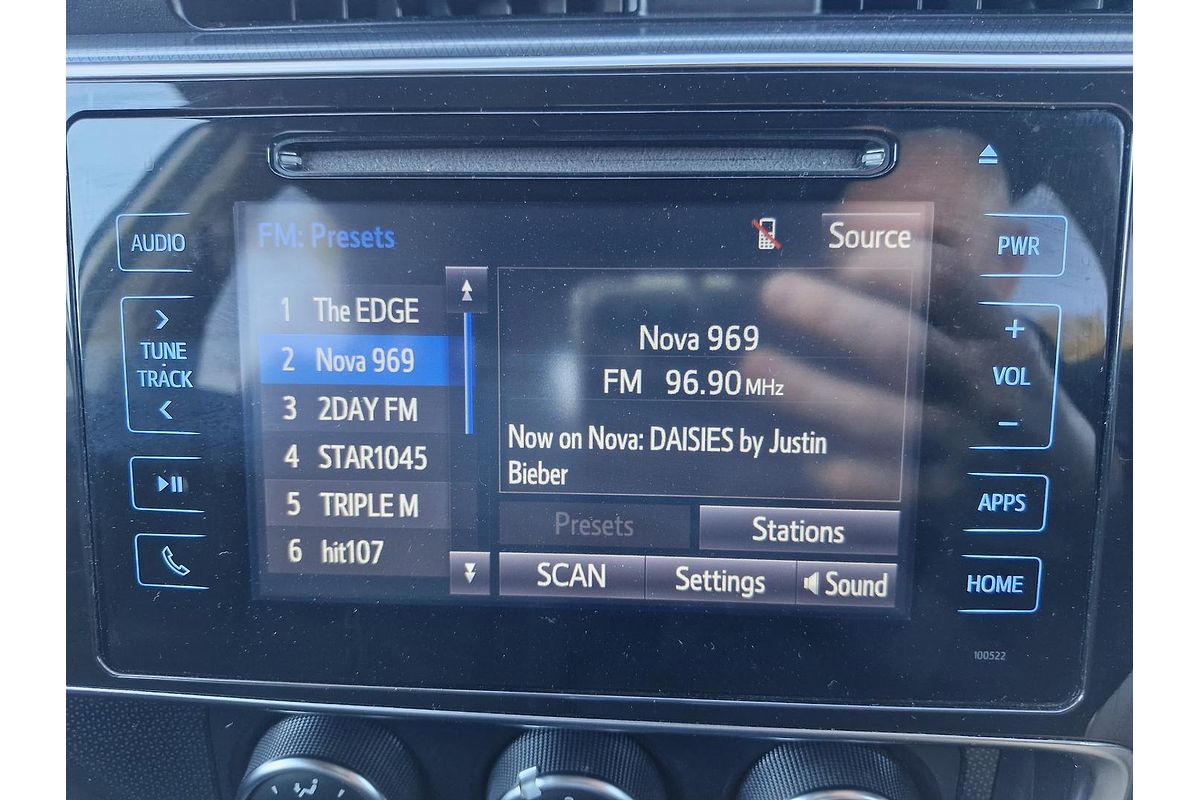 AUDIO
TUNE
TRACK
FM: Presets
Source
1 The EDGE
2 Nova 969
3 2DAY FM
4 STAR1045
5 TRIPLE M
6 hit107
Nova 969
FM 96.90 MHz
Now on Nova: DAISIES by Justin
Bieber
Presets
Stations
SCAN
Settings
Sound
PWR
+
VOL
−
APPS
HOME
100522